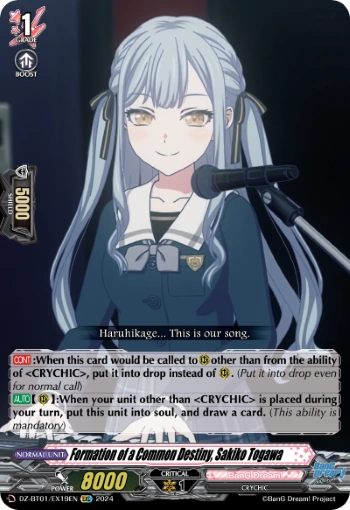 1
GRADE
BOOST
5000
SHIELD
Haruhikage... This is our song.
CONT:When this card would be called to other than from the ability
of <CRYCHIC>, put it into drop instead of . (Put it into drop even
for normal call)
AUTO【 】:When your unit other than <CRYCHIC> is placed
during your turn, put this unit into soul, and draw a card. (This ability is
mandatory)
NORMAL UNIT
Formation of a Common Destiny, Sakiko Togawa
POWER 8000
CRITICAL
1
BanG Dream!
CRYCHIC
DZ-BT01/EX19EN 2024
©BanG Dream! Project